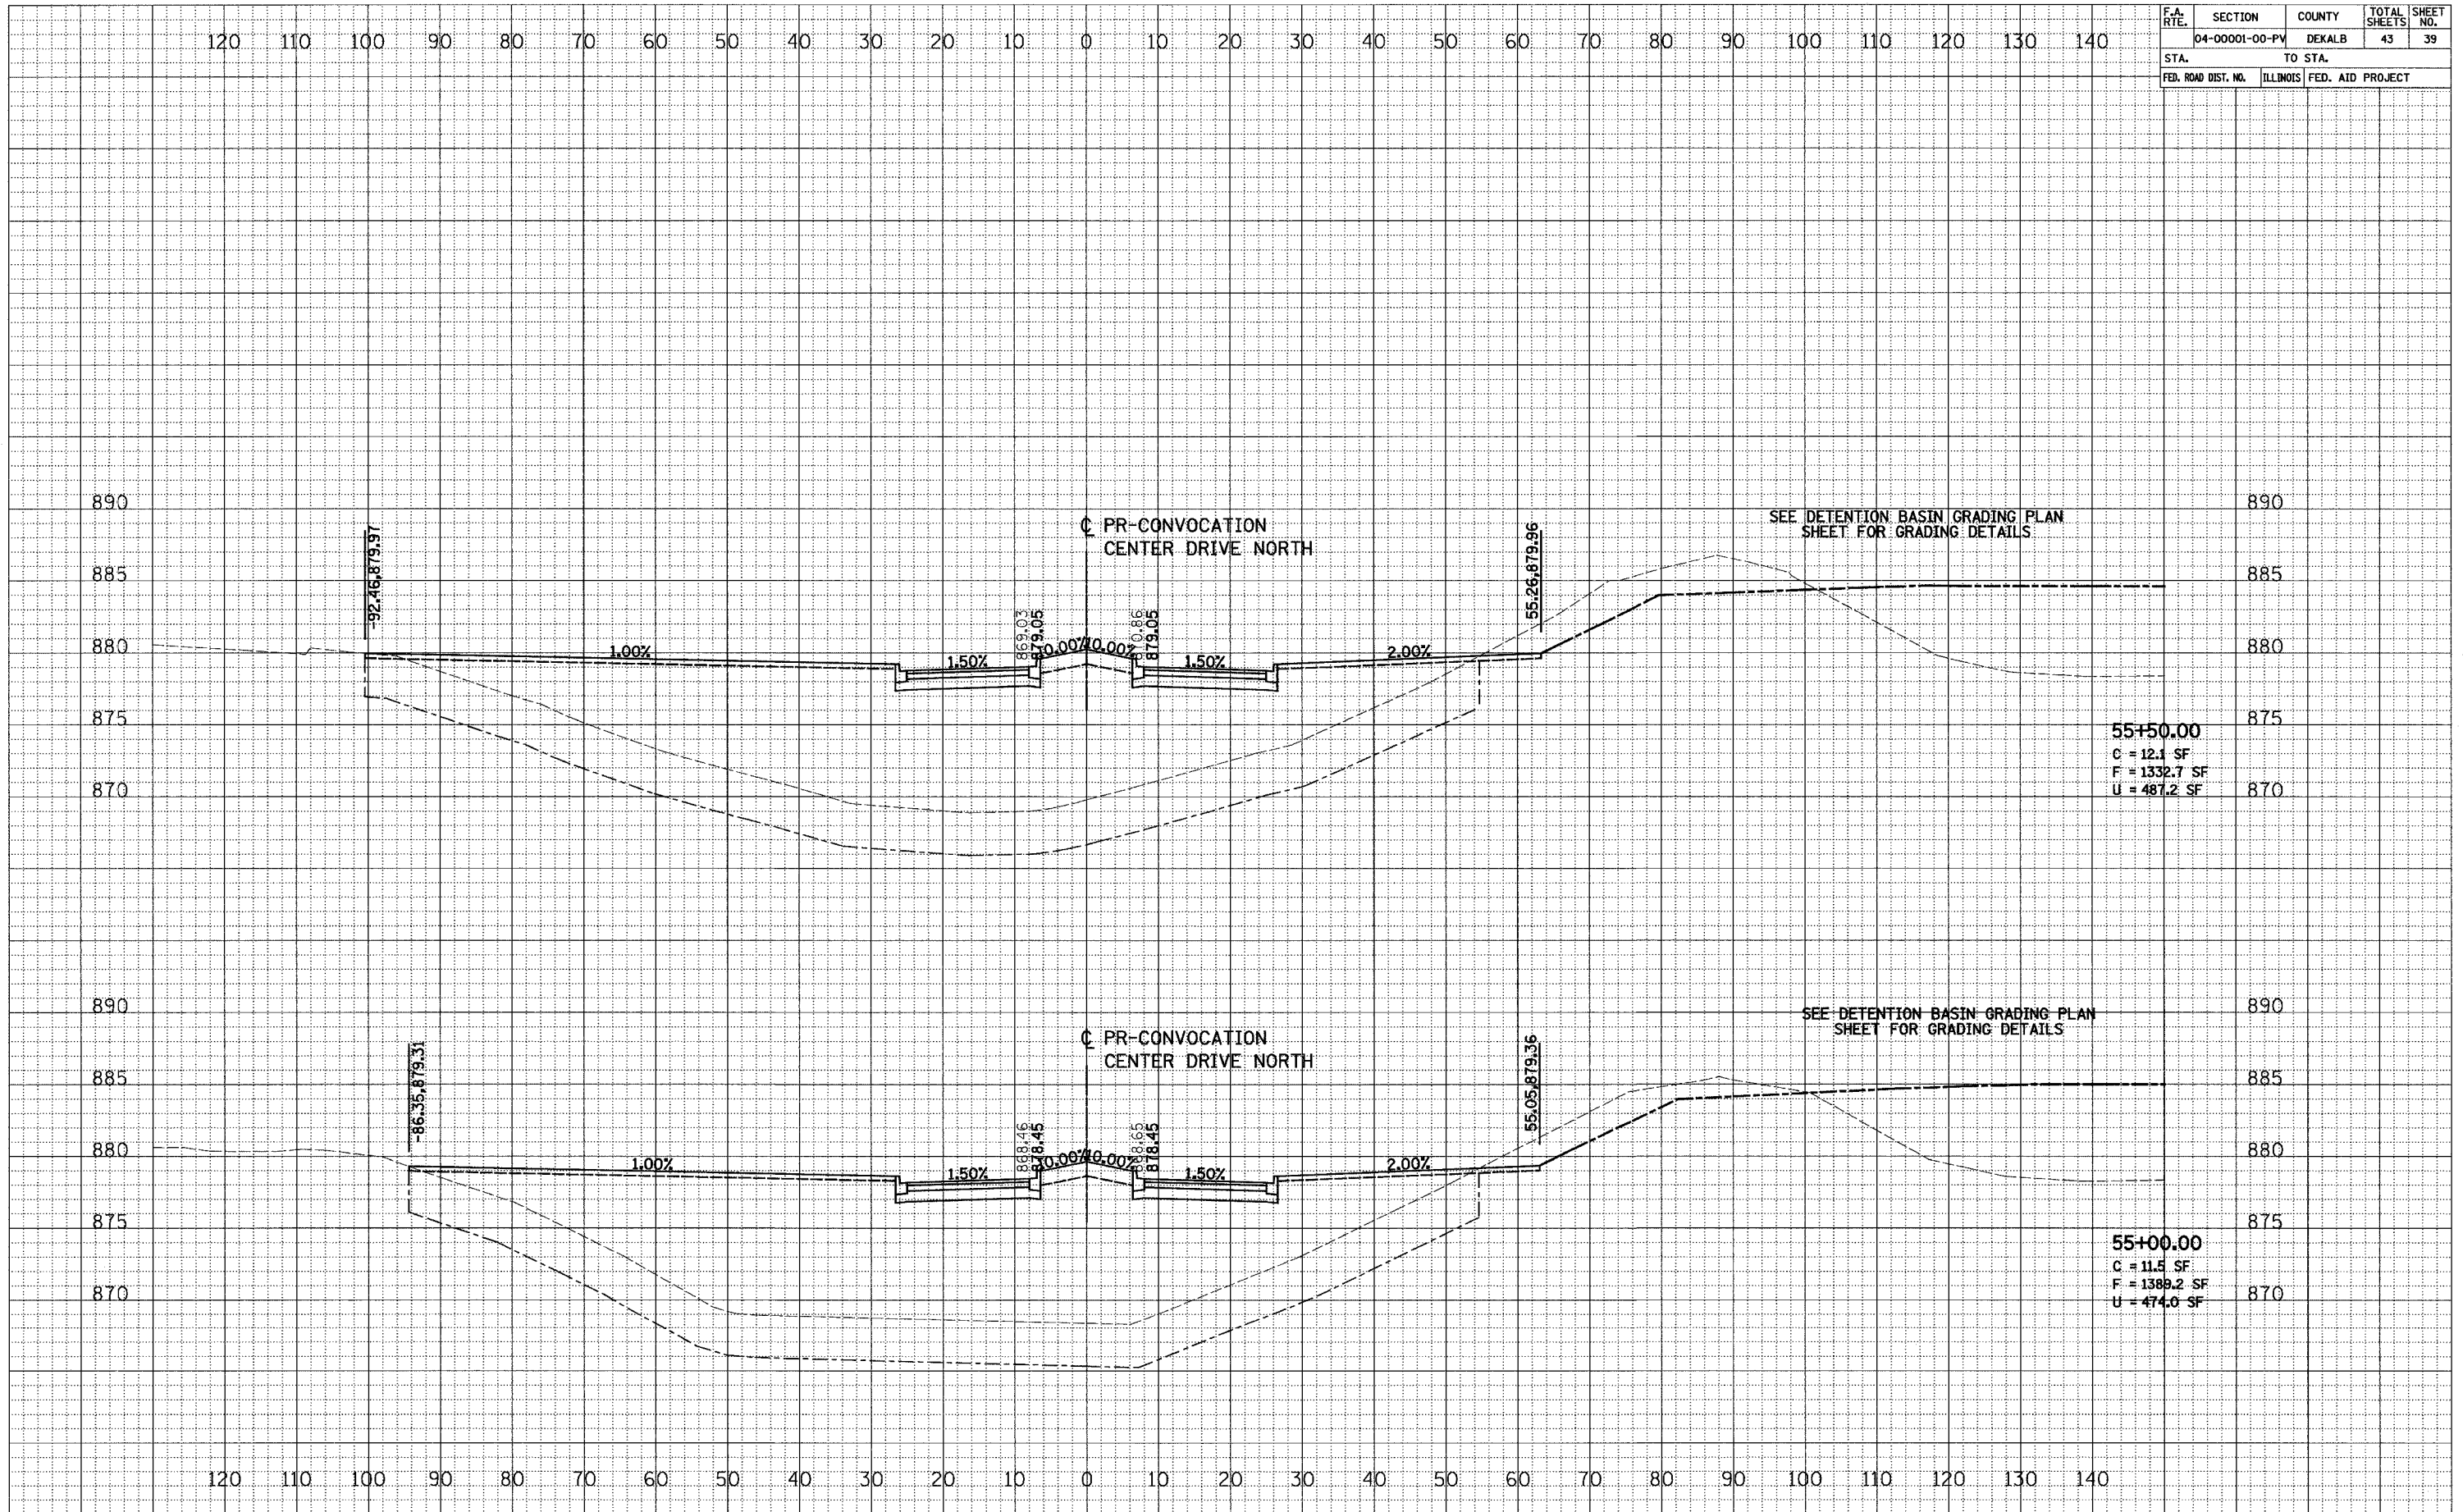 F.A. RTE. SECTION COUNTY TOTAL SHEETS SHEET NO.
04-00001-00-PV DEKALB 43 39
STA. TO STA.
FED. ROAD DIST. NO. ILLINOIS FED. AID PROJECT
120 110 100 90 80 70 60 50 40 30 20 10 0 10 20 30 40 50 60 70 80 90 100 110 120 130 140
890 890
℄ PR-CONVOCATION
CENTER DRIVE NORTH
SEE DETENTION BASIN GRADING PLAN
SHEET FOR GRADING DETAILS
-92.46,879.97
55.26,879.96
885 885
869.03
879.05
870.86
879.05
880 880
1.00% 1.50% 10.00% 10.00% 1.50% 2.00%
875 875
55+50.00
C = 12.1 SF
F = 1332.7 SF
U = 487.2 SF
870 870
890 890
℄ PR-CONVOCATION
CENTER DRIVE NORTH
SEE DETENTION BASIN GRADING PLAN
SHEET FOR GRADING DETAILS
-86.35,879.31
55.05,879.36
885 885
868.46
878.45
878.45
880 880
1.00% 1.50% 10.00% 10.00% 1.50% 2.00%
875 875
55+00.00
C = 11.5 SF
F = 1389.2 SF
U = 474.0 SF
870 870
120 110 100 90 80 70 60 50 40 30 20 10 0 10 20 30 40 50 60 70 80 90 100 110 120 130 140